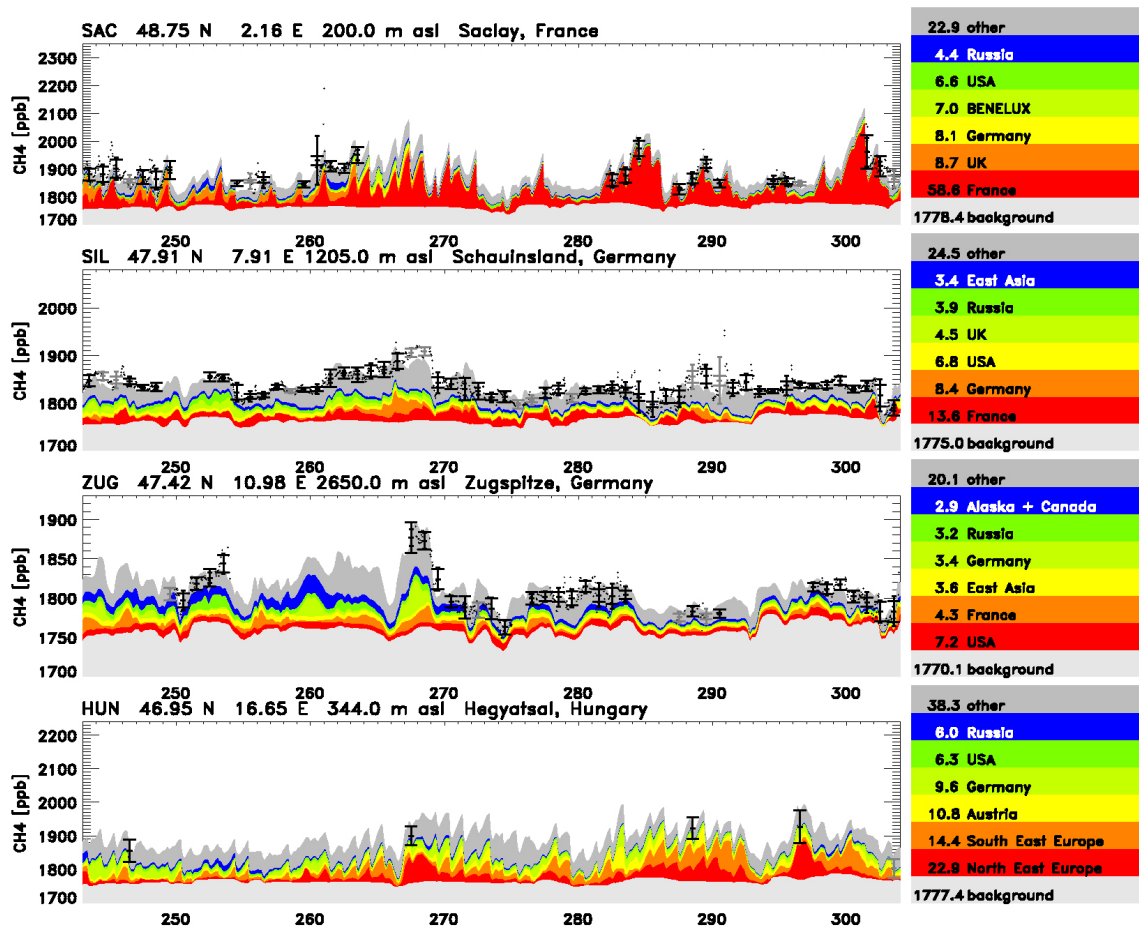 SAC 48.75 N 2.16 E 200.0 m asl Saclay, France
CH4 [ppb]
2300
2200
2100
2000
1900
1800
1700
250 260 270 280 290 300
22.9 other
4.4 Russia
6.6 USA
7.0 BENELUX
8.1 Germany
8.7 UK
58.6 France
1778.4 background
SIL 47.91 N 7.91 E 1205.0 m asl Schauinsland, Germany
CH4 [ppb]
2000
1900
1800
1700
250 260 270 280 290 300
24.5 other
3.4 East Asia
3.9 Russia
4.5 UK
6.8 USA
8.4 Germany
13.6 France
1775.0 background
ZUG 47.42 N 10.98 E 2650.0 m asl Zugspitze, Germany
CH4 [ppb]
1900
1850
1800
1750
1700
250 260 270 280 290 300
20.1 other
2.9 Alaska + Canada
3.2 Russia
3.4 Germany
3.6 East Asia
4.3 France
7.2 USA
1770.1 background
HUN 46.95 N 16.65 E 344.0 m asl Hegyatsal, Hungary
CH4 [ppb]
2200
2100
2000
1900
1800
1700
250 260 270 280 290 300
38.3 other
6.0 Russia
6.3 USA
9.6 Germany
10.8 Austria
14.4 South East Europe
22.9 North East Europe
1777.4 background